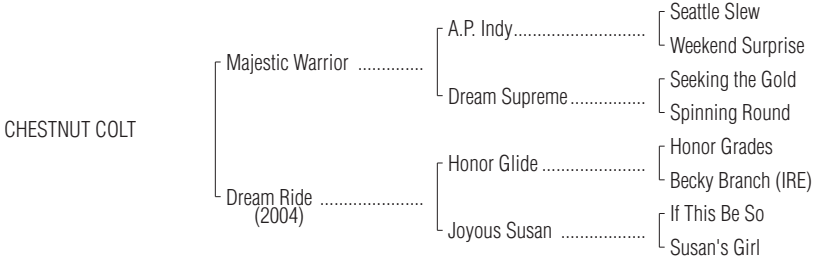 Seattle Slew
A.P. Indy..........................
Weekend Surprise
Majestic Warrior ..............
Seeking the Gold
Dream Supreme...............
Spinning Round
CHESTNUT COLT
Honor Grades
Honor Glide .....................
Becky Branch (IRE)
Dream Ride ......................
(2004)
If This Be So
Joyous Susan .................
Susan's Girl